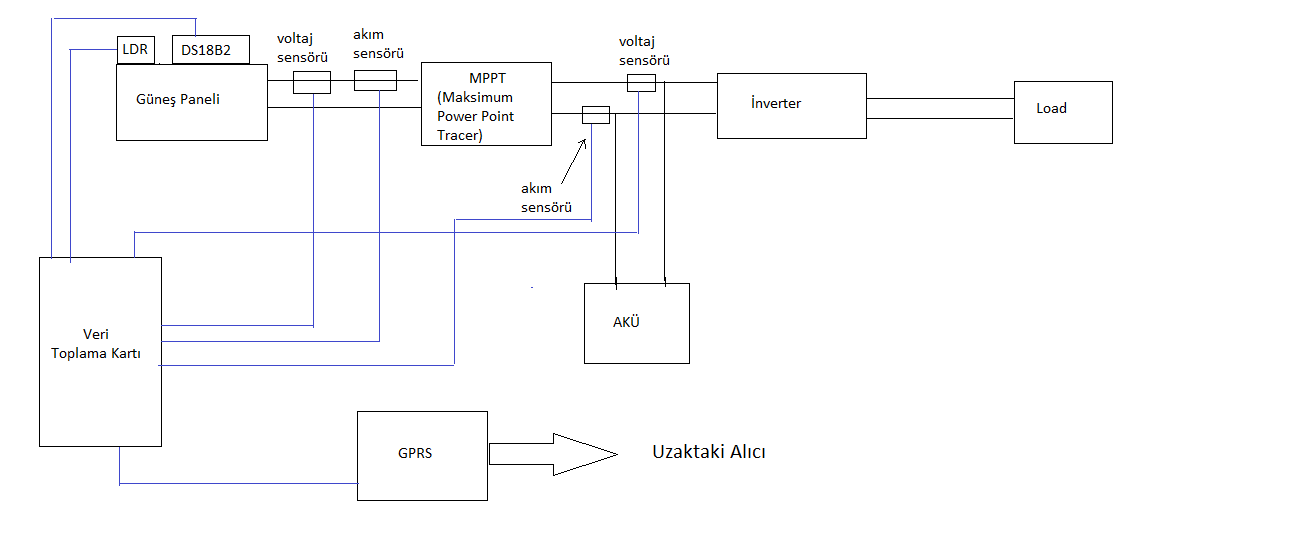 LDR
DS18B2
voltaj
sensörü
akım
sensörü
voltaj
sensörü
Güneş Paneli
MPPT
(Maksimum
Power Point
Tracer)
İnverter
Load
akım
sensörü
AKÜ
Veri
Toplama Kartı
GPRS
Uzaktaki Alıcı